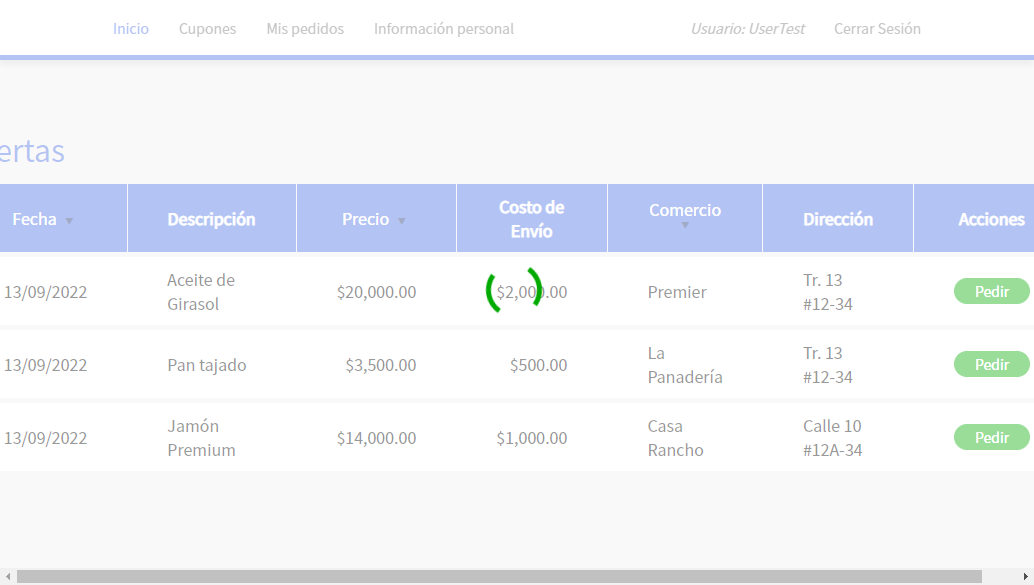 Inicio Cupones Mis pedidos Información personal Usuario: UserTest Cerrar Sesión
ertas
Fecha Descripción Precio Costo de Envío Comercio Dirección Acciones
13/09/2022 Aceite de Girasol $20,000.00 $2,000.00 Premier Tr. 13 #12-34 Pedir
13/09/2022 Pan tajado $3,500.00 $500.00 La Panadería Tr. 13 #12-34 Pedir
13/09/2022 Jamón Premium $14,000.00 $1,000.00 Casa Rancho Calle 10 #12A-34 Pedir